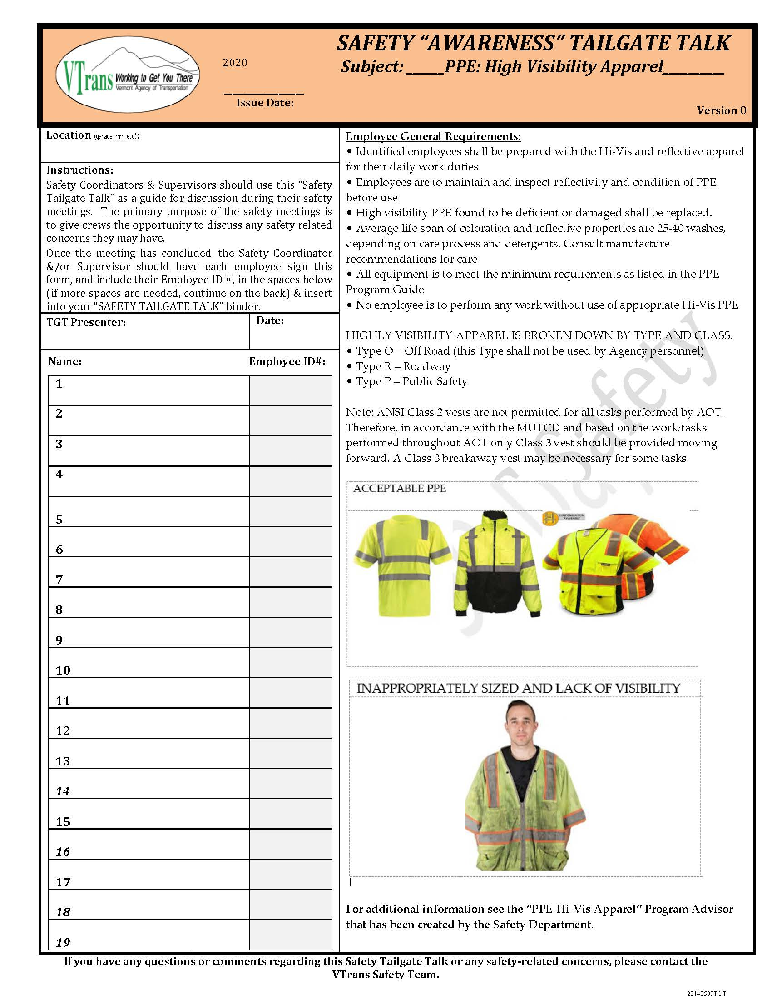 VTrans Working to Get You There
Vermont Agency of Transportation
2020
____________
Issue Date:
SAFETY “AWARENESS” TAILGATE TALK
Subject: ______PPE: High Visibility Apparel__________
Version 0
Location (garage, mm, etc):
Instructions:
Safety Coordinators & Supervisors should use this “Safety
Tailgate Talk” as a guide for discussion during their safety
meetings. The primary purpose of the safety meetings is
to give crews the opportunity to discuss any safety related
concerns they may have.
Once the meeting has concluded, the Safety Coordinator
&/or Supervisor should have each employee sign this
form, and include their Employee ID #, in the spaces below
(if more spaces are needed, continue on the back) & insert
into your “SAFETY TAILGATE TALK” binder.
TGT Presenter:
Date:
Name:
Employee ID#:
1
2
3
4
5
6
7
8
9
10
11
12
13
14
15
16
17
18
19
Employee General Requirements:
• Identified employees shall be prepared with the Hi-Vis and reflective apparel
for their daily work duties
• Employees are to maintain and inspect reflectivity and condition of PPE
before use
• High visibility PPE found to be deficient or damaged shall be replaced.
• Average life span of coloration and reflective properties are 25-40 washes,
depending on care process and detergents. Consult manufacture
recommendations for care.
• All equipment is to meet the minimum requirements as listed in the PPE
Program Guide
• No employee is to perform any work without use of appropriate Hi-Vis PPE
HIGHLY VISIBILITY APPAREL IS BROKEN DOWN BY TYPE AND CLASS.
• Type O – Off Road (this Type shall not be used by Agency personnel)
• Type R – Roadway
• Type P – Public Safety
Note: ANSI Class 2 vests are not permitted for all tasks performed by AOT.
Therefore, in accordance with the MUTCD and based on the work/tasks
performed throughout AOT only Class 3 vest should be provided moving
forward. A Class 3 breakaway vest may be necessary for some tasks.
Safety
ACCEPTABLE PPE
CUSTOMIZATION
AVAILABLE
INAPPROPRIATELY SIZED AND LACK OF VISIBILITY
For additional information see the “PPE-Hi-Vis Apparel” Program Advisor
that has been created by the Safety Department.
If you have any questions or comments regarding this Safety Tailgate Talk or any safety-related concerns, please contact the
VTrans Safety Team.
20140509TGT